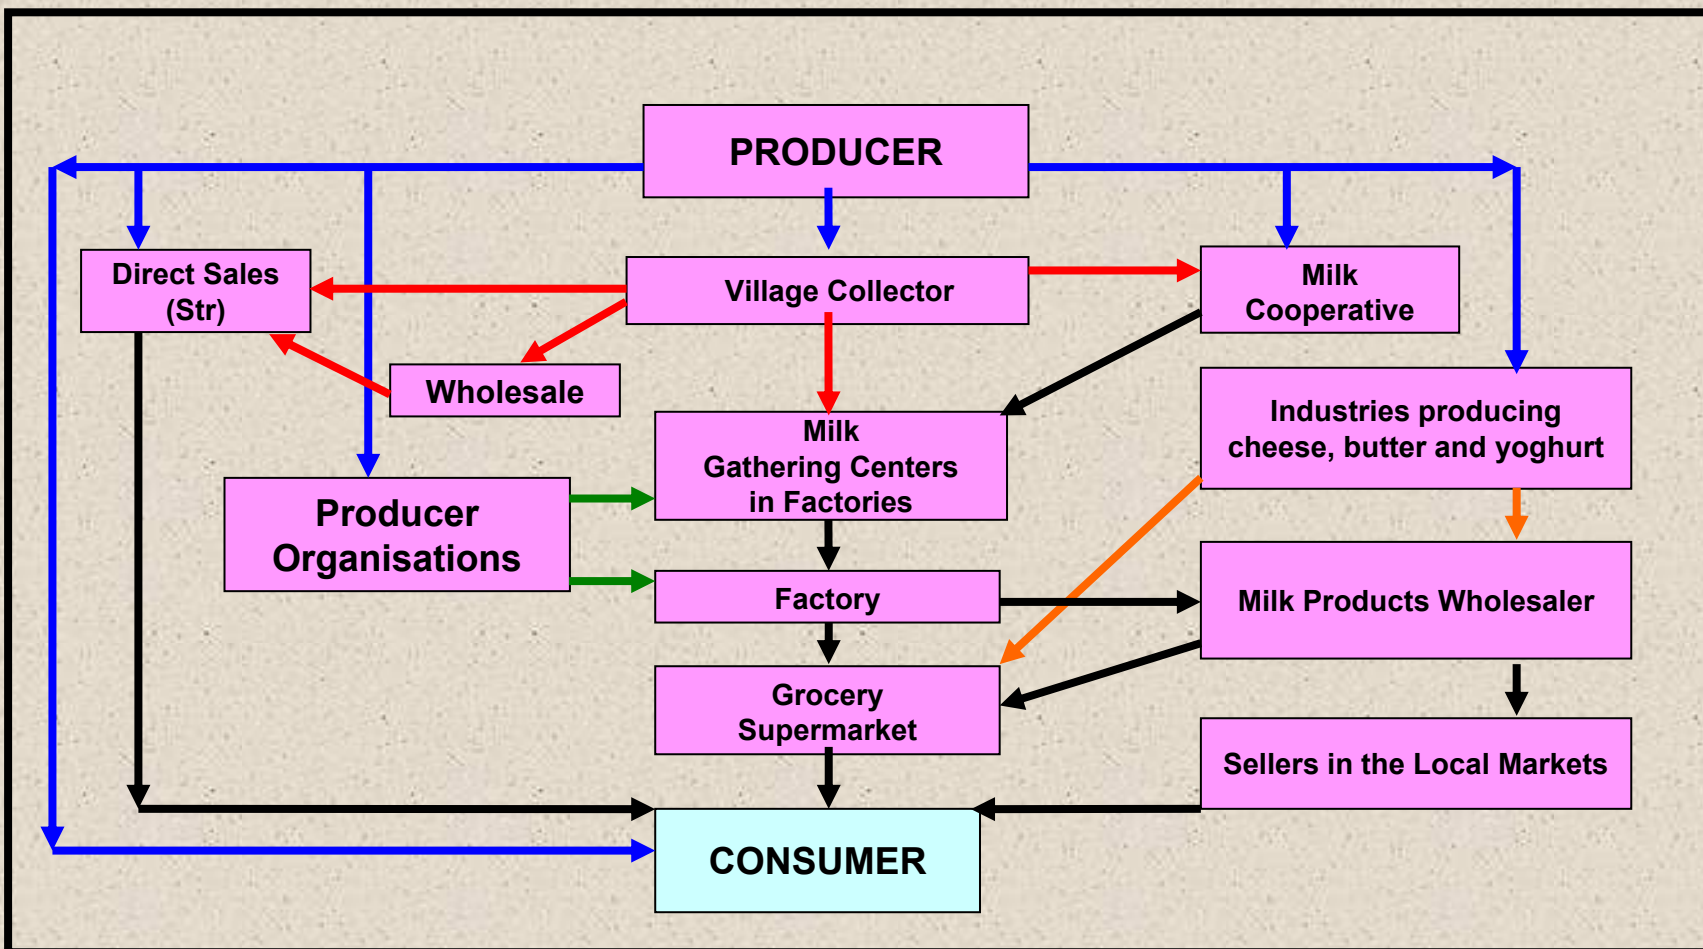 PRODUCER
Direct Sales
(Str)
Village Collector
Milk
Cooperative
Wholesale
Industries producing
cheese, butter and yoghurt
Milk
Gathering Centers
in Factories
Producer
Organisations
Factory
Milk Products Wholesaler
Grocery
Supermarket
Sellers in the Local Markets
CONSUMER